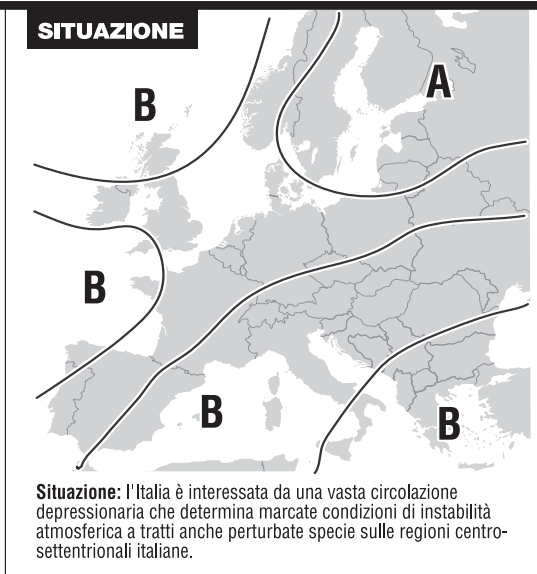 SITUAZIONE
B
A
B
B
B
Situazione: l'Italia è interessata da una vasta circolazione
depressionaria che determina marcate condizioni di instabilità
atmosferica a tratti anche perturbate specie sulle regioni centro-
settentrionali italiane.